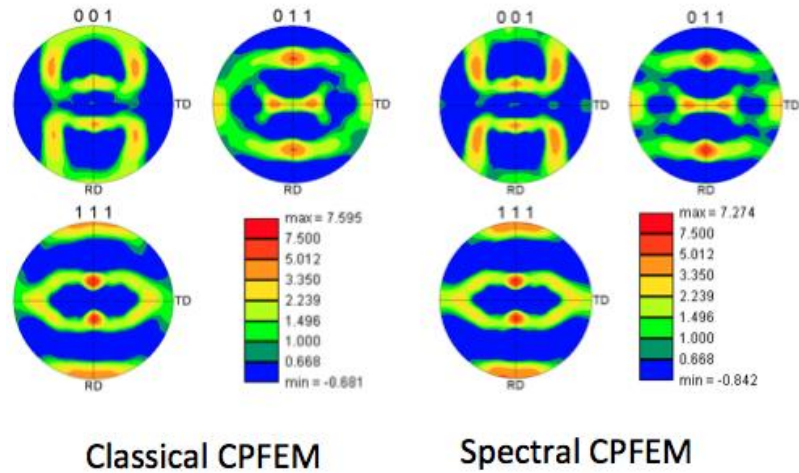 0 0 1
TD
RD
0 1 1
TD
RD
1 1 1
TD
RD
max = 7.595
7.500
5.012
3.350
2.239
1.496
1.000
0.668
min = -0.681
Classical CPFEM
0 0 1
TD
RD
0 1 1
TD
RD
1 1 1
TD
RD
max = 7.274
7.500
5.012
3.350
2.239
1.496
1.000
0.668
min = -0.842
Spectral CPFEM